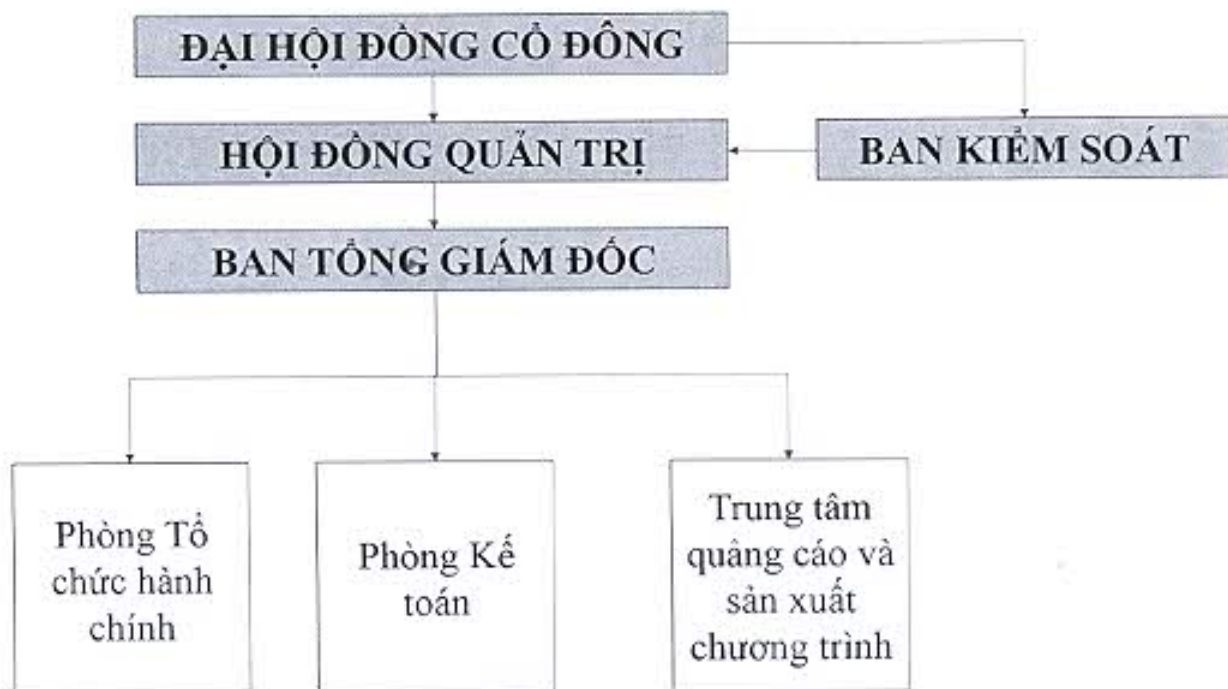 ĐẠI HỘI ĐỒNG CỔ ĐÔNG
HỘI ĐỒNG QUẢN TRỊ
BAN KIỂM SOÁT
BAN TỔNG GIÁM ĐỐC
Phòng Tổ
chức hành
chính
Phòng Kế
toán
Trung tâm
quảng cáo và
sản xuất
chương trình